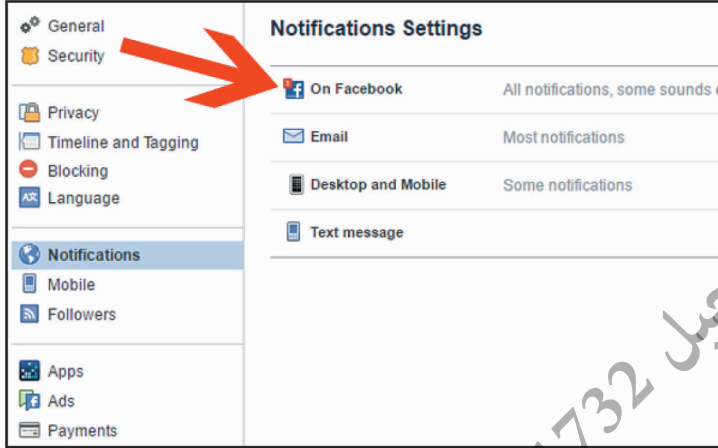 General
Security
Privacy
Timeline and Tagging
Blocking
Language
Notifications
Mobile
Followers
Apps
Ads
Payments
Notifications Settings
On Facebook All notifications, some sounds
Email Most notifications
Desktop and Mobile Some notifications
Text message
1732